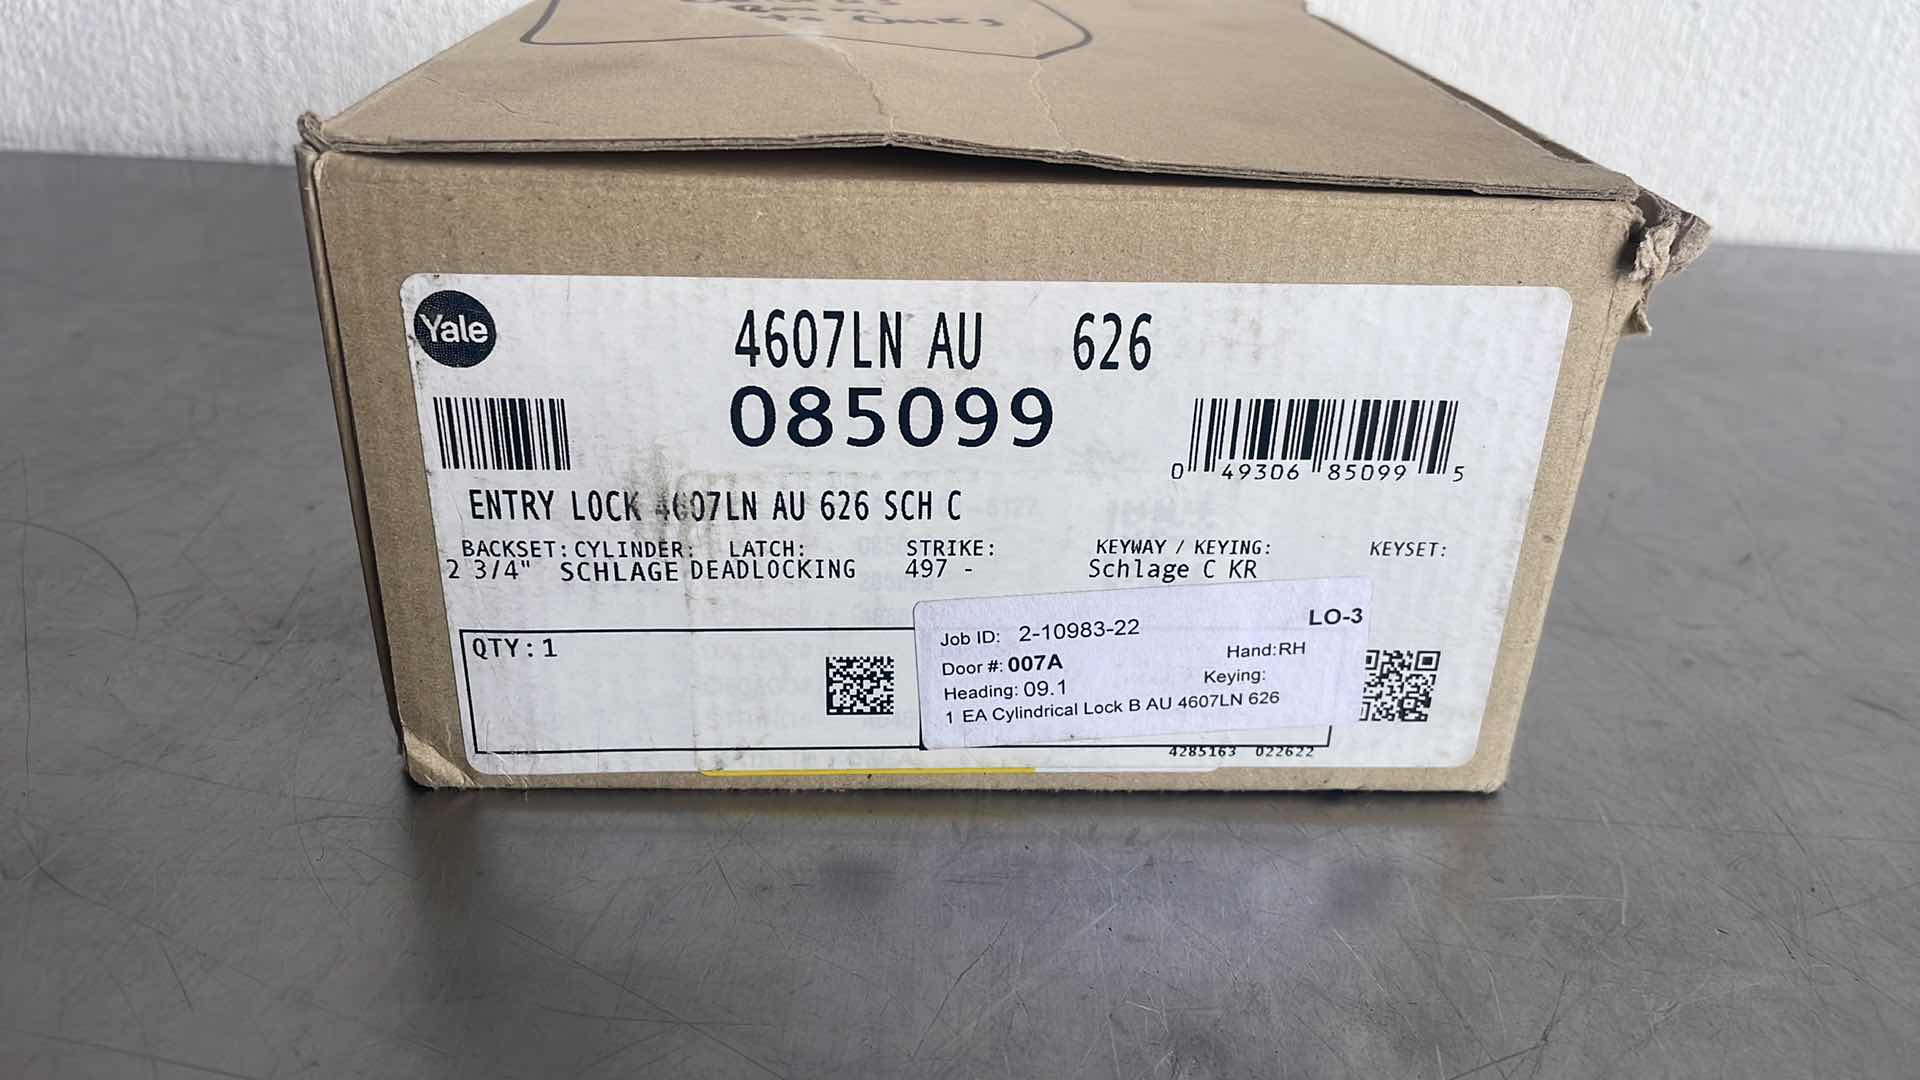 Yale
4607LN AU 626
085099
0 49306 85099 5
ENTRY LOCK 4607LN AU 626 SCH C
BACKSET: CYLINDER: LATCH: STRIKE: KEYWAY / KEYING: KEYSET:
2 3/4" SCHLAGE DEADLOCKING 497 - Schlage C KR
QTY: 1
LO-3
Job ID: 2-10983-22
Door #: 007A Hand:RH
Heading: 09.1 Keying:
1 EA Cylindrical Lock B AU 4607LN 626
4285163 022622